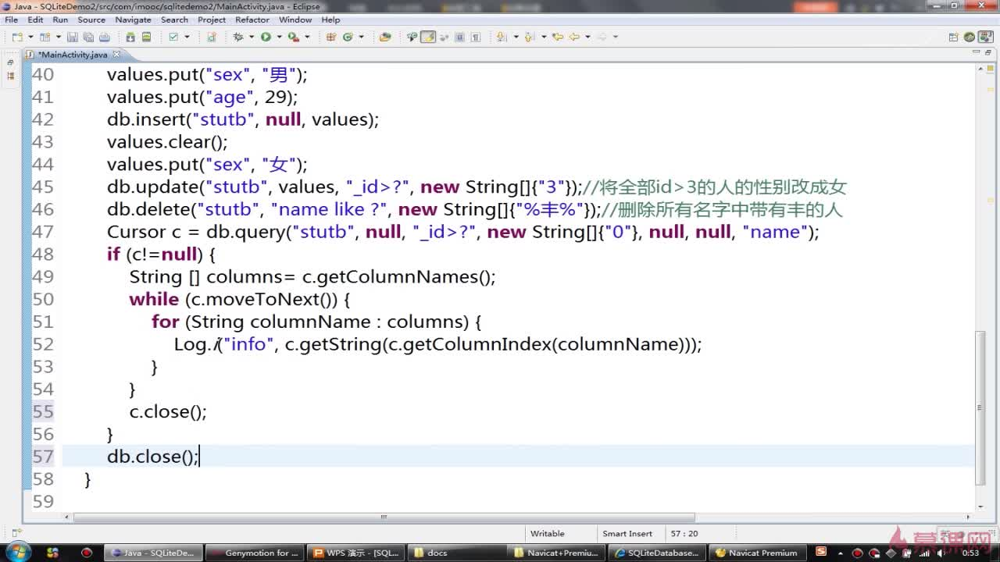 Java - SQLiteDemo2/src/com/imooc/sqlitedemo2/MainActivity.java - Eclipse
File Edit Run Source Navigate Search Project Refactor Window Help
*MainActivity.java
40 values.put("sex", "男");
41 values.put("age", 29);
42 db.insert("stutb", null, values);
43 values.clear();
44 values.put("sex", "女");
45 db.update("stutb", values, "_id>?", new String[]{"3"});//将全部id>3的人的性别改成女
46 db.delete("stutb", "name like ?", new String[]{"%丰%"});//删除所有名字中带有丰的人
47 Cursor c = db.query("stutb", null, "_id>?", new String[]{"0"}, null, null, "name");
48 if (c!=null) {
49 String [] columns= c.getColumnNames();
50 while (c.moveToNext()) {
51 for (String columnName : columns) {
52 Log.i("info", c.getString(c.getColumnIndex(columnName)));
53 }
54 }
55 c.close();
56 }
57 db.close();
58 }
59
Writable Smart Insert 57 : 20
慕课网
Java - SQLiteDe... Genymotion for ... WPS 演示 - [SQL... docs Navicat+Premiu... SQLiteDatabase... Navicat Premium 0:53